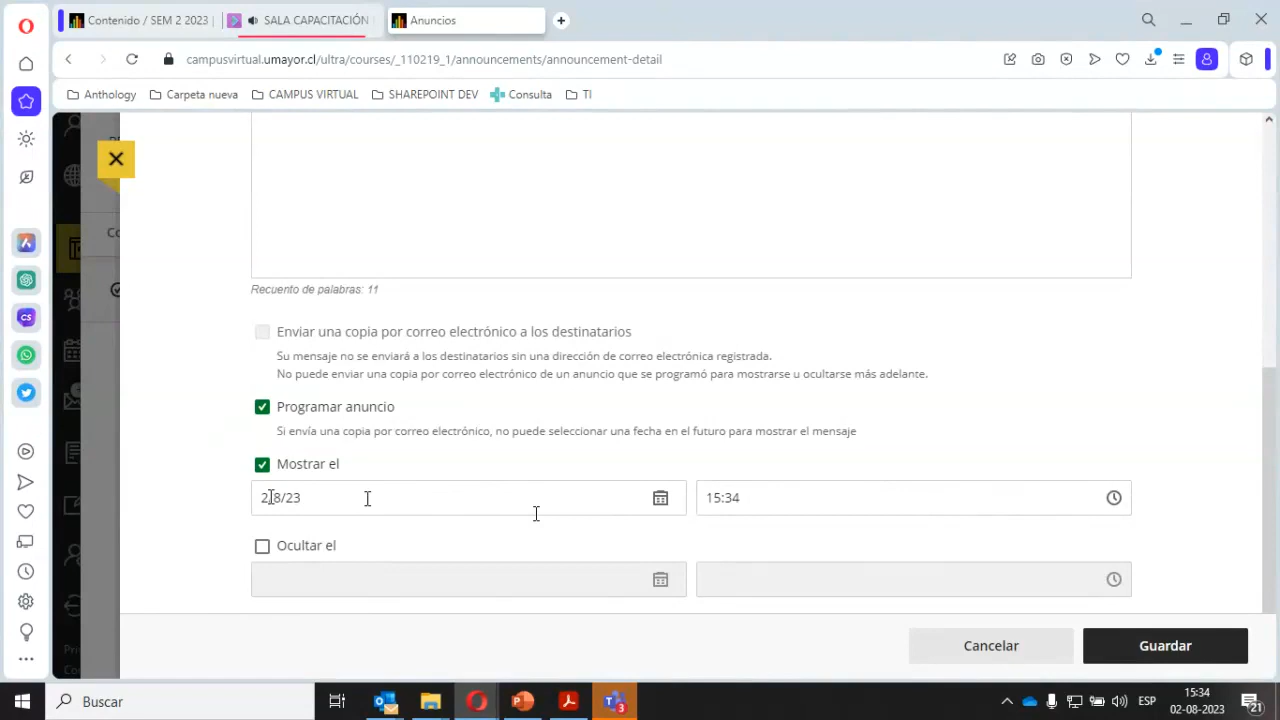 Contenido / SEM 2 2023
SALA CAPACITACIÓN
Anuncios
campusvirtual.umayor.cl/ultra/courses/_110219_1/announcements/announcement-detail
Anthology
Carpeta nueva
CAMPUS VIRTUAL
SHAREPOINT DEV
Consulta
TI
CS
Recuento de palabras: 11
Enviar una copia por correo electrónico a los destinatarios
Su mensaje no se enviará a los destinatarios sin una dirección de correo electrónica registrada.
No puede enviar una copia por correo electrónico de un anuncio que se programó para mostrarse u ocultarse más adelante.
Programar anuncio
Si envía una copia por correo electrónico, no puede seleccionar una fecha en el futuro para mostrar el mensaje
Mostrar el
2/8/23
15:34
Ocultar el
Cancelar
Guardar
Buscar
3
ESP
15:34
02-08-2023
21